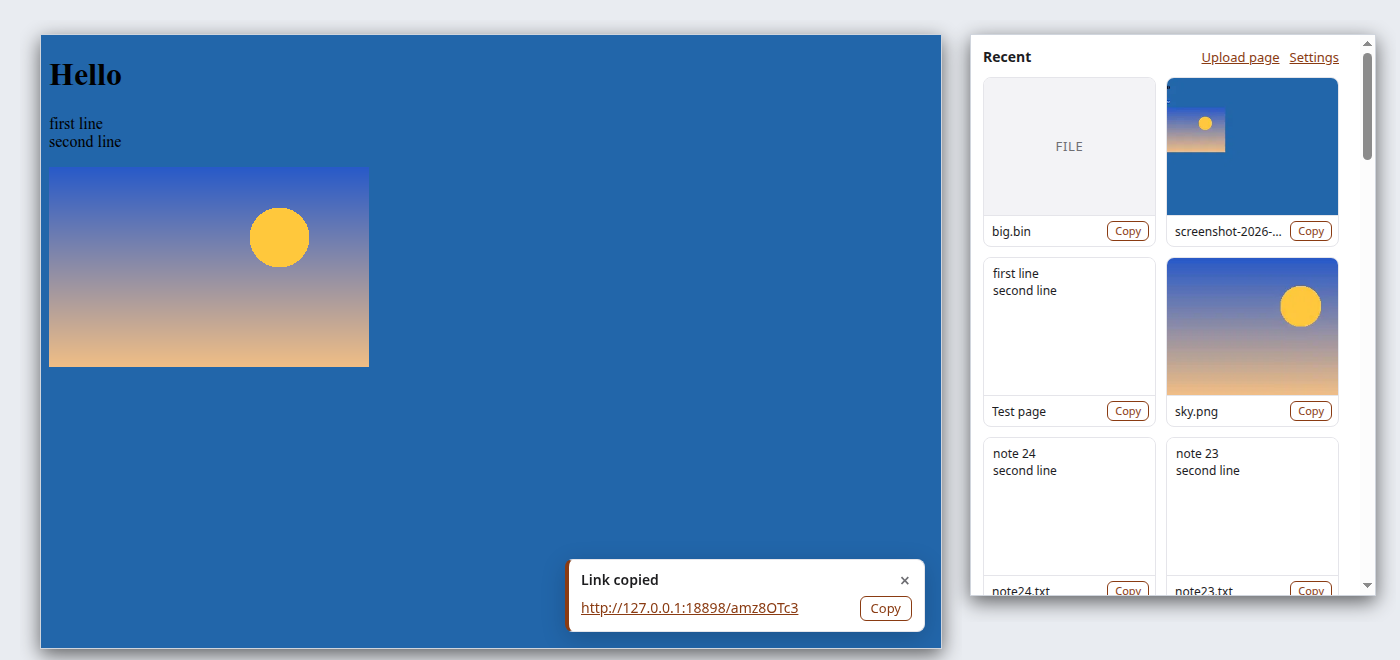 Hello
first line
second line
Link copied
×
http://127.0.0.1:18898/amz8OTc3
Copy
Recent
Upload page
Settings
FILE
big.bin
Copy
screenshot-2026-...
Copy
first line
second line
Test page
Copy
sky.png
Copy
note 24
second line
note24.txt
Copy
note 23
second line
note23.txt
Copy